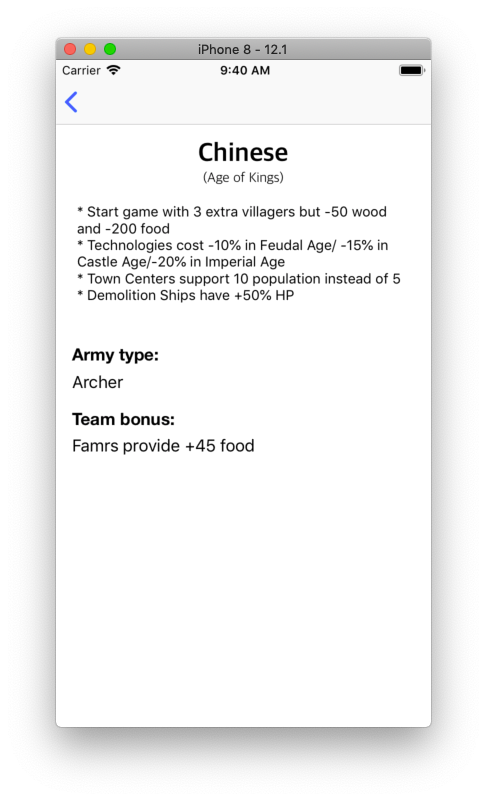 iPhone 8 - 12.1
Carrier 9:40 AM
Chinese
(Age of Kings)
* Start game with 3 extra villagers but -50 wood
and -200 food
* Technologies cost -10% in Feudal Age/ -15% in
Castle Age/-20% in Imperial Age
* Town Centers support 10 population instead of 5
* Demolition Ships have +50% HP
Army type:
Archer
Team bonus:
Famrs provide +45 food